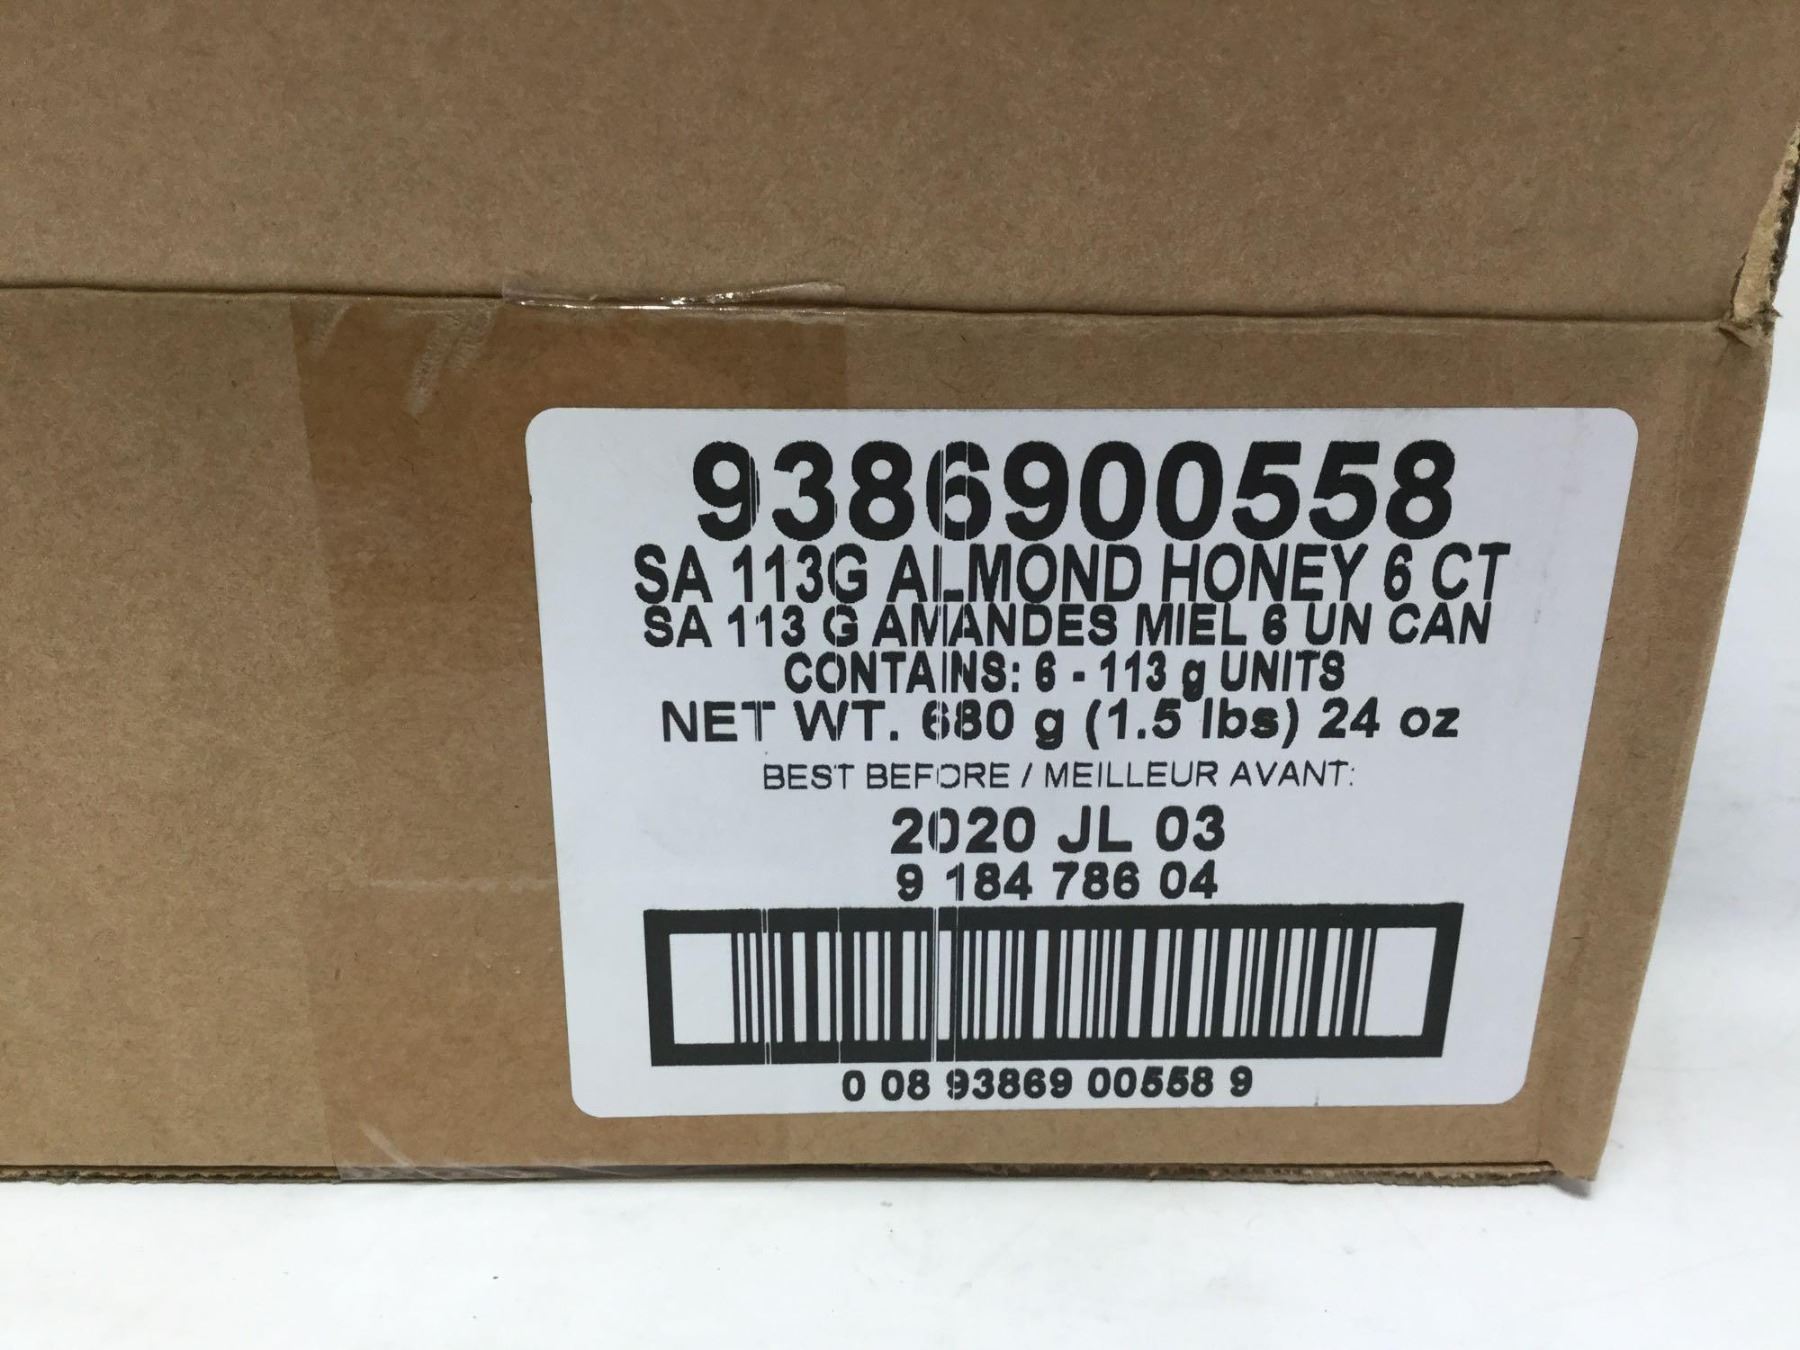 9386900558
SA 113G ALMOND HONEY 6 CT
SA 113 G AMANDES MIEL 6 UN CAN
CONTAINS: 6 - 113 g UNITS
NET WT. 680 g (1.5 lbs) 24 oz
BEST BEFORE / MEILLEUR AVANT:
2020 JL 03
9 184 786 04
0 08 93869 00558 9